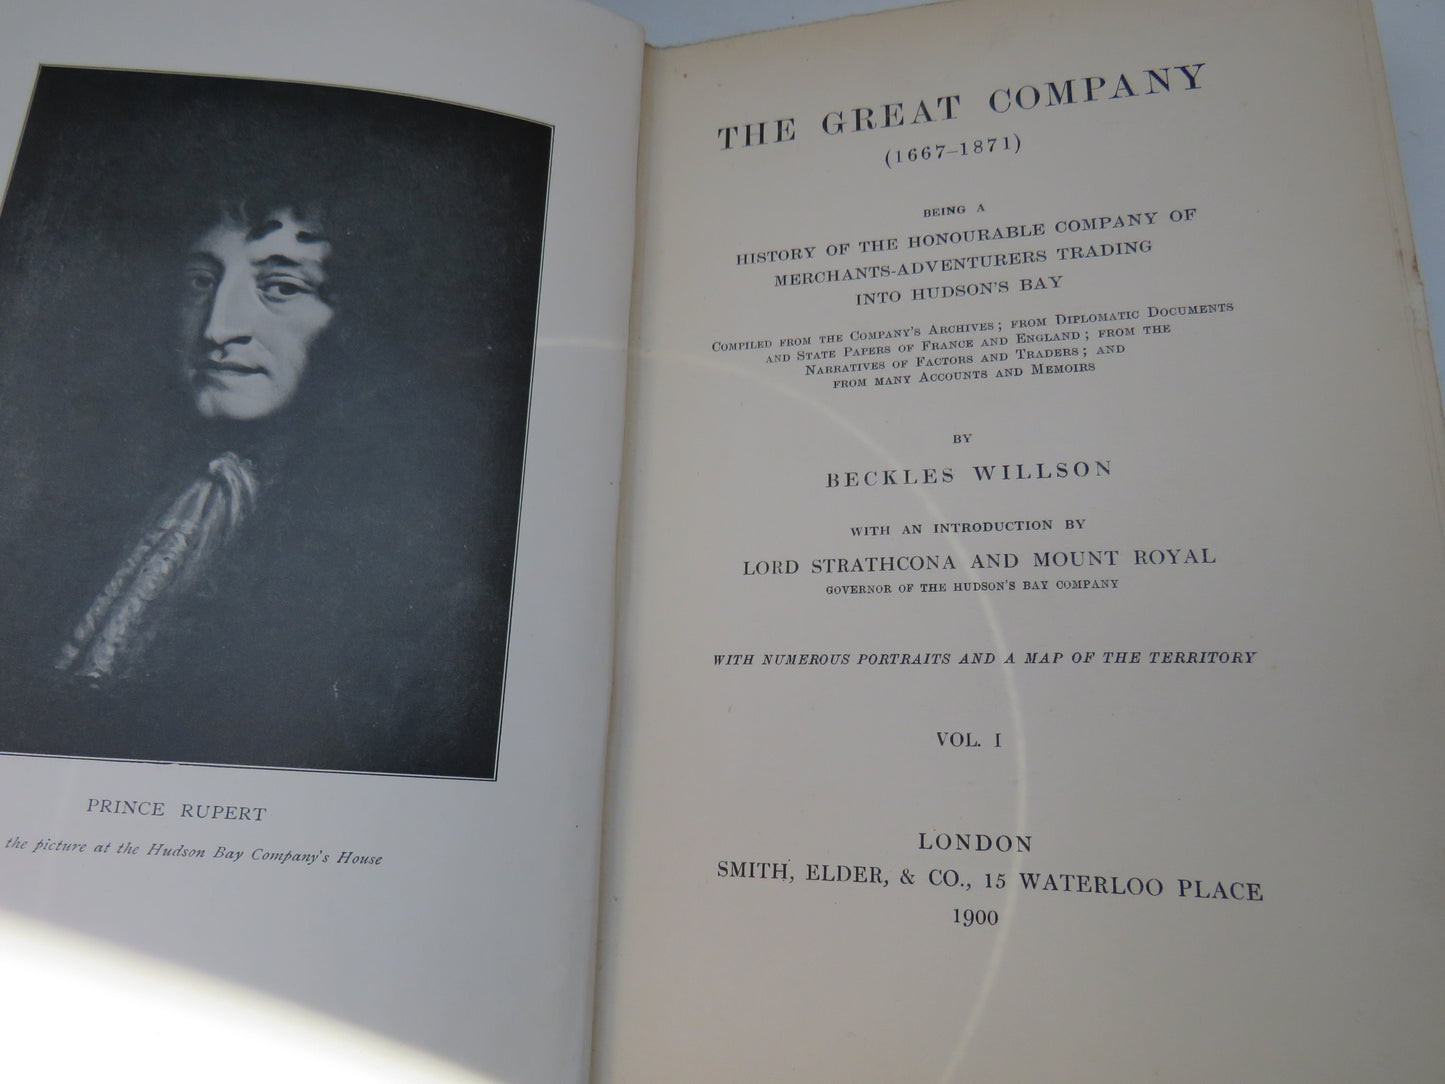 PRINCE RUPERT
the picture at the Hudson Bay Company's House
THE GREAT COMPANY
(1667–1871)
BEING A
HISTORY OF THE HONOURABLE COMPANY OF
MERCHANTS-ADVENTURERS TRADING
INTO HUDSON'S BAY
COMPILED FROM THE COMPANY'S ARCHIVES; FROM DIPLOMATIC DOCUMENTS
AND STATE PAPERS OF FRANCE AND ENGLAND; FROM THE
NARRATIVES OF FACTORS AND TRADERS; AND
FROM MANY ACCOUNTS AND MEMOIRS
BY
BECKLES WILLSON
WITH AN INTRODUCTION BY
LORD STRATHCONA AND MOUNT ROYAL
GOVERNOR OF THE HUDSON'S BAY COMPANY
WITH NUMEROUS PORTRAITS AND A MAP OF THE TERRITORY
VOL. I
LONDON
SMITH, ELDER, & CO., 15 WATERLOO PLACE
1900